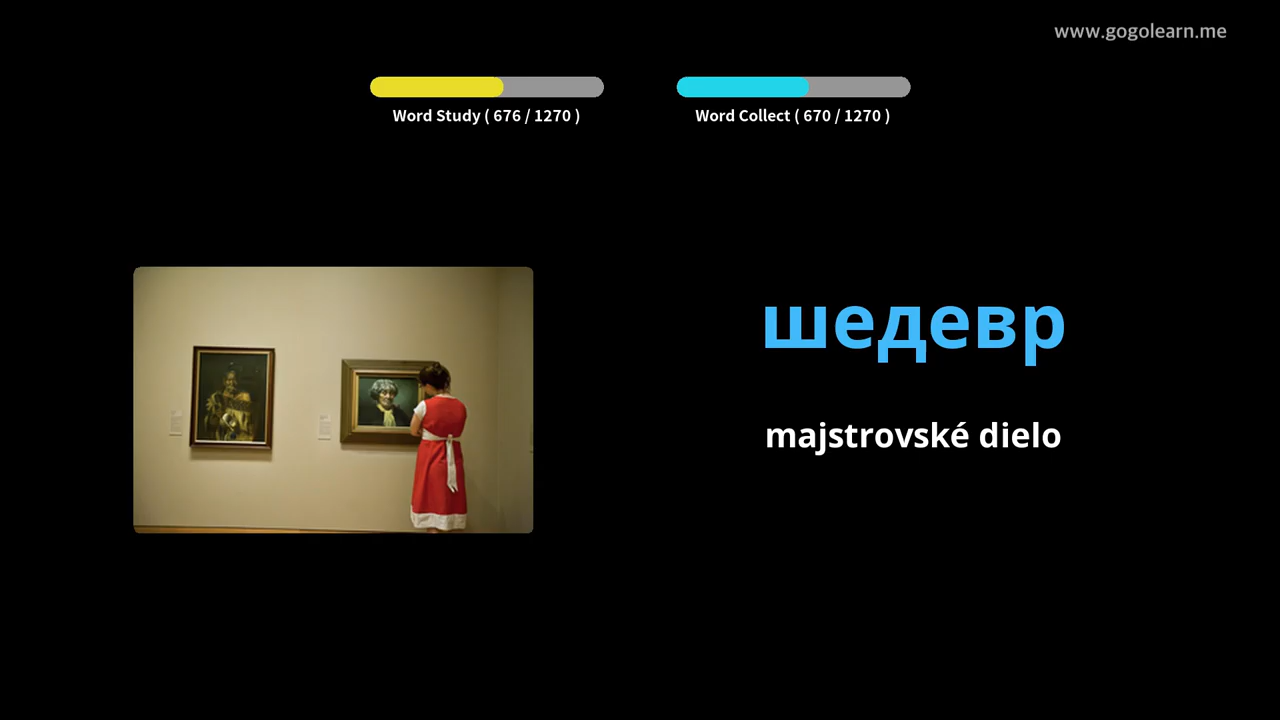 www.gogolearn.me
Word Study ( 676 / 1270 )
Word Collect ( 670 / 1270 )
шедевр
majstrovské dielo